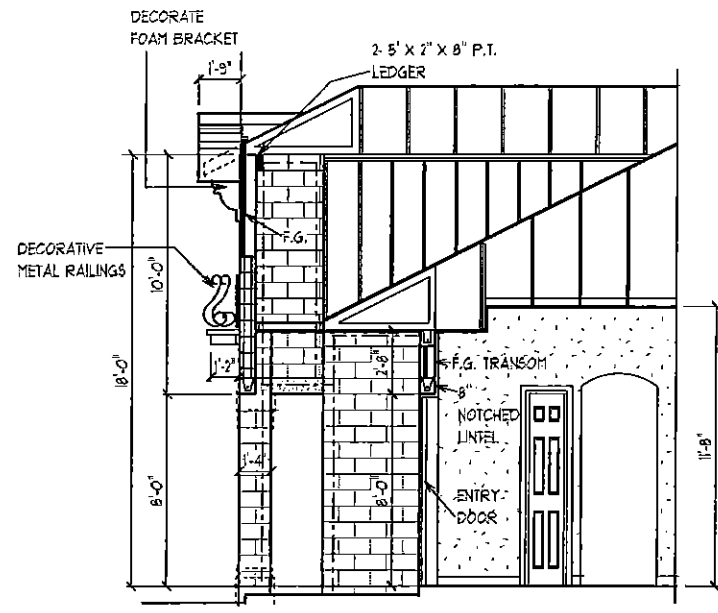 DECORATE
FOAM BRACKET
1'-9"
2- 5' X 2" X 8" P.T.
LEDGER
F.G.
DECORATIVE
METAL RAILINGS
10'-0"
18'-0"
1'-2"
2'-8"
F.G. TRANSOM
8"
NOTCHED
LINTEL
1'-4"
8'-0"
8'-0"
ENTRY
DOOR
11'-8"